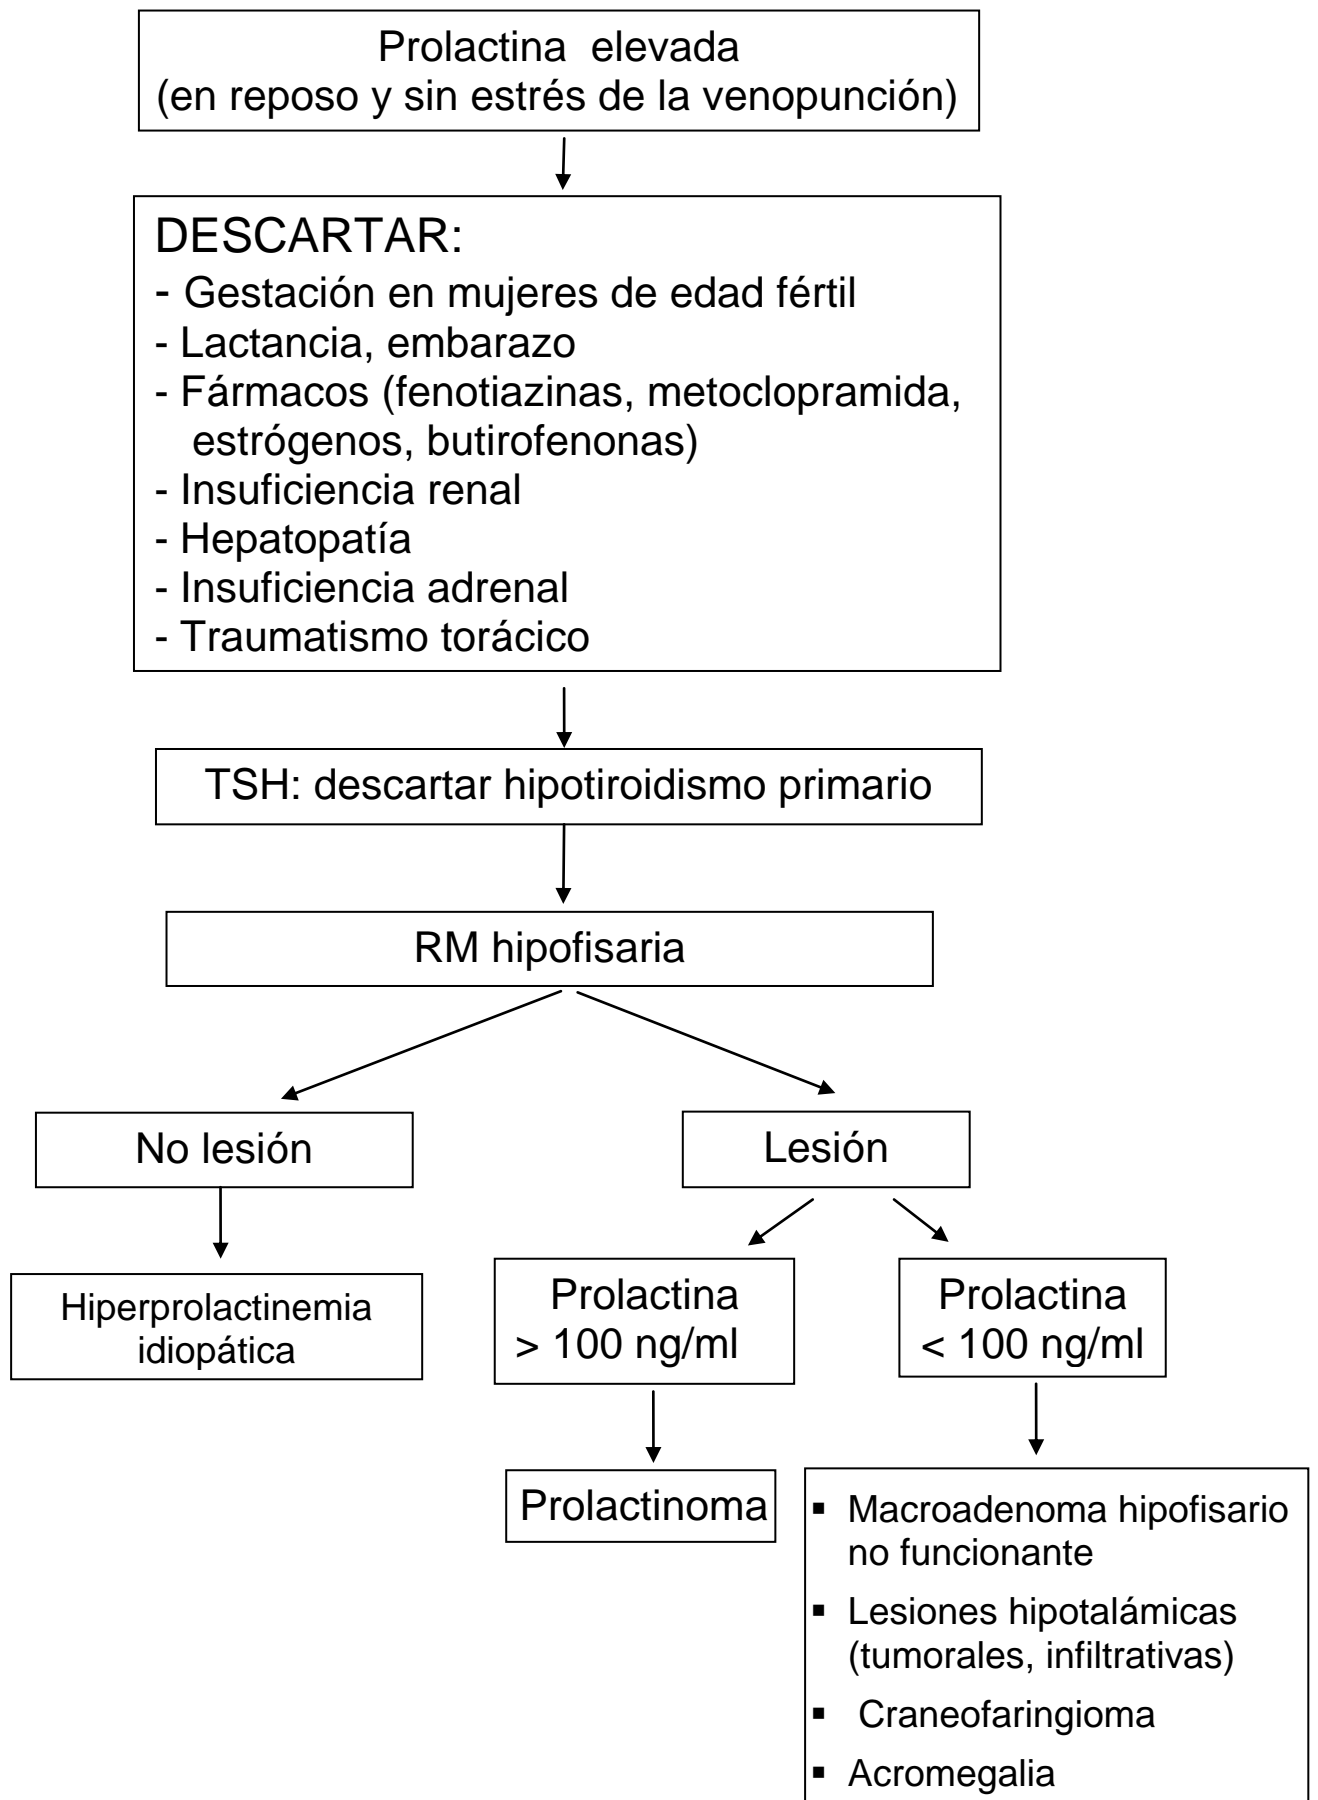 Prolactina elevada
(en reposo y sin estrés de la venopunción)
DESCARTAR:
- Gestación en mujeres de edad fértil
- Lactancia, embarazo
- Fármacos (fenotiazinas, metoclopramida,
estrógenos, butirofenonas)
- Insuficiencia renal
- Hepatopatía
- Insuficiencia adrenal
- Traumatismo torácico
TSH: descartar hipotiroidismo primario
RM hipofisaria
No lesión
Lesión
Hiperprolactinemia
idiopática
Prolactina
> 100 ng/ml
Prolactina
< 100 ng/ml
Prolactinoma
▪ Macroadenoma hipofisario
no funcionante
▪ Lesiones hipotalámicas
(tumorales, infiltrativas)
▪ Craneofaringioma
▪ Acromegalia